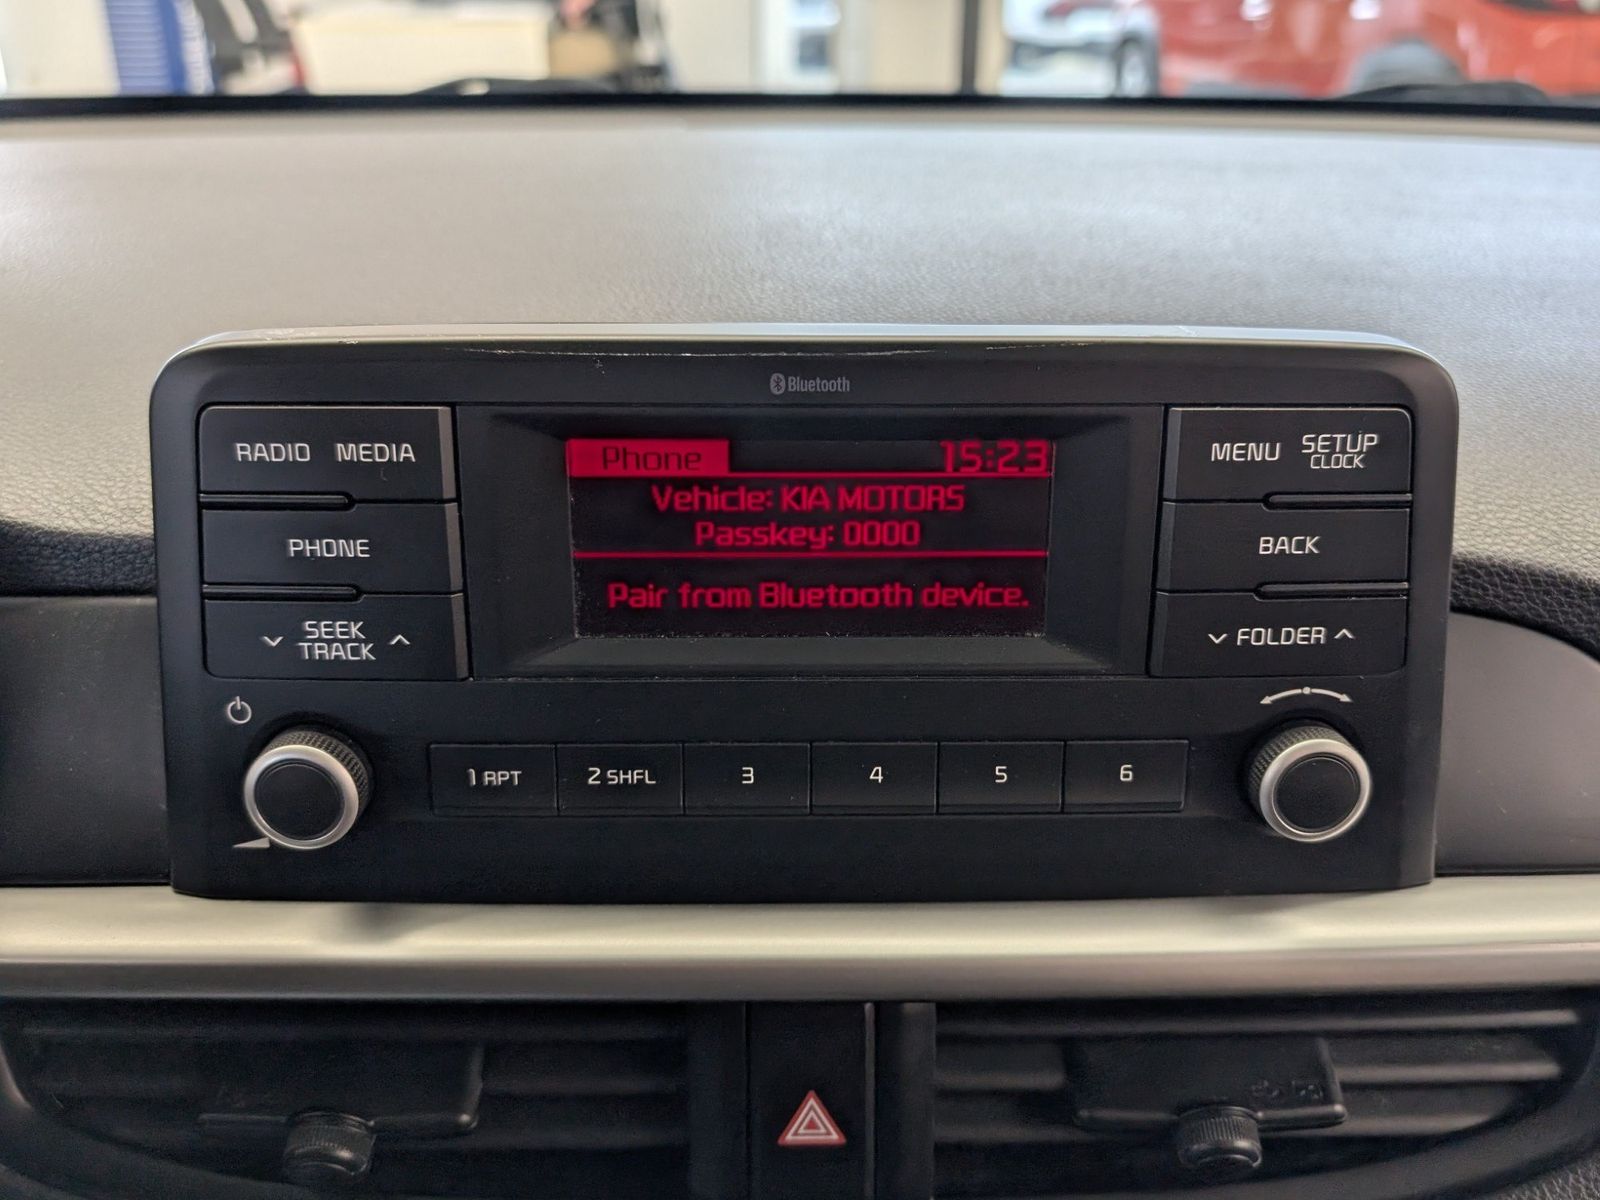 Bluetooth
RADIO MEDIA
PHONE
SEEK
TRACK
Phone 15:23
Vehicle: KIA MOTORS
Passkey: 0000
Pair from Bluetooth device.
MENU SETUP
CLOCK
BACK
FOLDER
1 RPT
2 SHFL
3
4
5
6